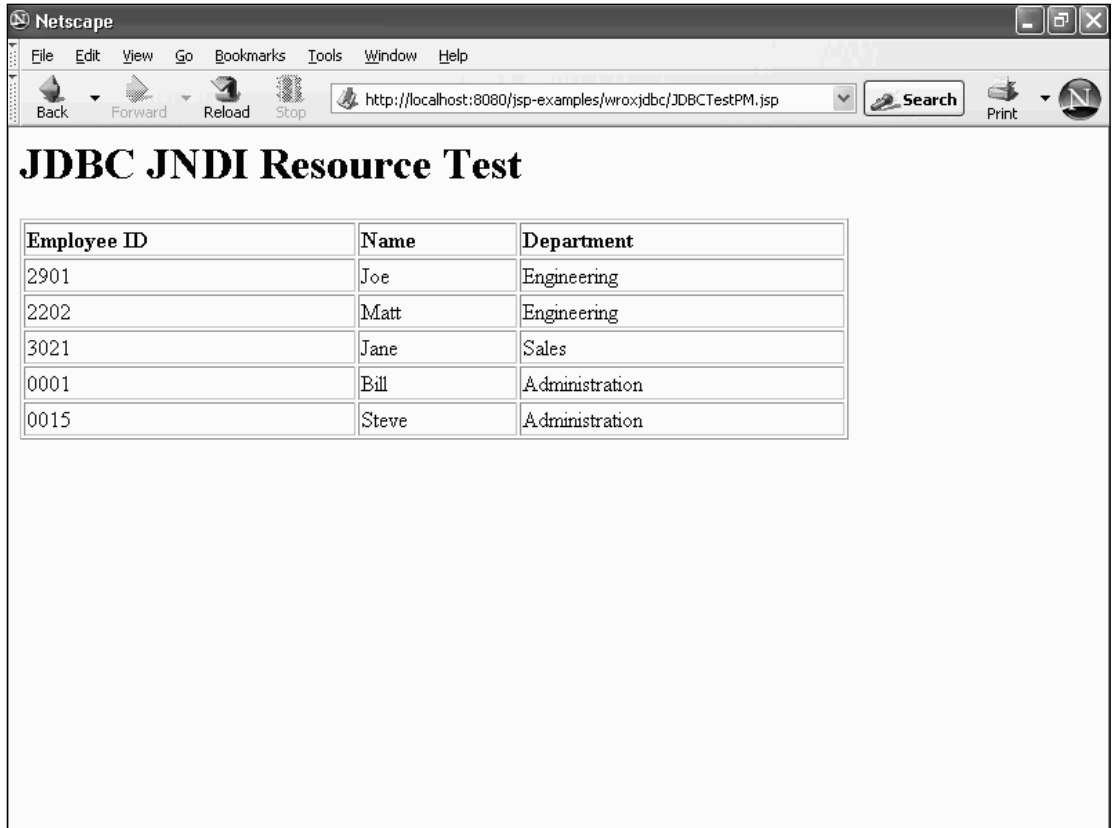 Netscape
File Edit View Go Bookmarks Tools Window Help
Back Forward Reload Stop http://localhost:8080/jsp-examples/wroxjdbc/JDBCTestPM.jsp Search Print N
JDBC JNDI Resource Test
Employee ID Name Department
2901 Joe Engineering
2202 Matt Engineering
3021 Jane Sales
0001 Bill Administration
0015 Steve Administration